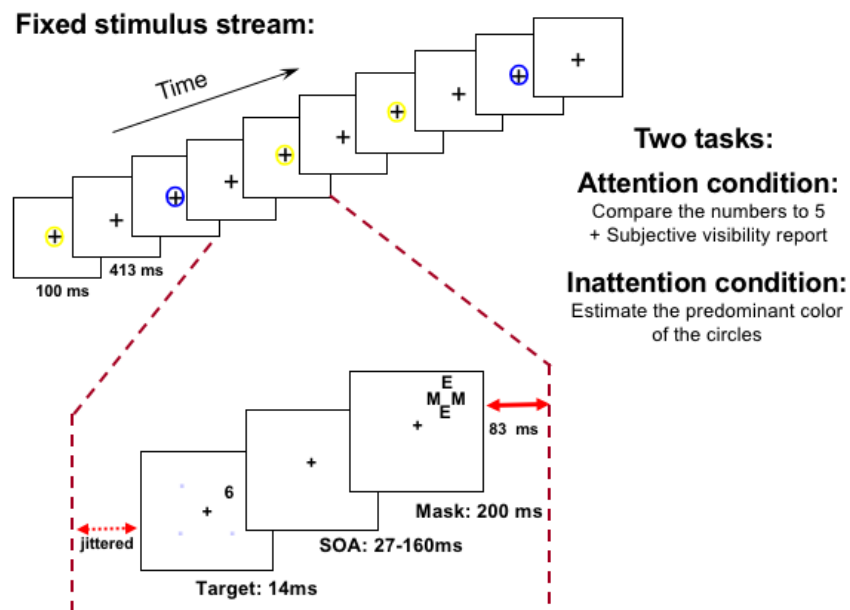 Fixed stimulus stream:
Time
Two tasks:
Attention condition:
Compare the numbers to 5
+ Subjective visibility report
413 ms
100 ms
Inattention condition:
Estimate the predominant color
of the circles
E
M M
E
83 ms
6
Mask: 200 ms
jittered
SOA: 27-160ms
Target: 14ms